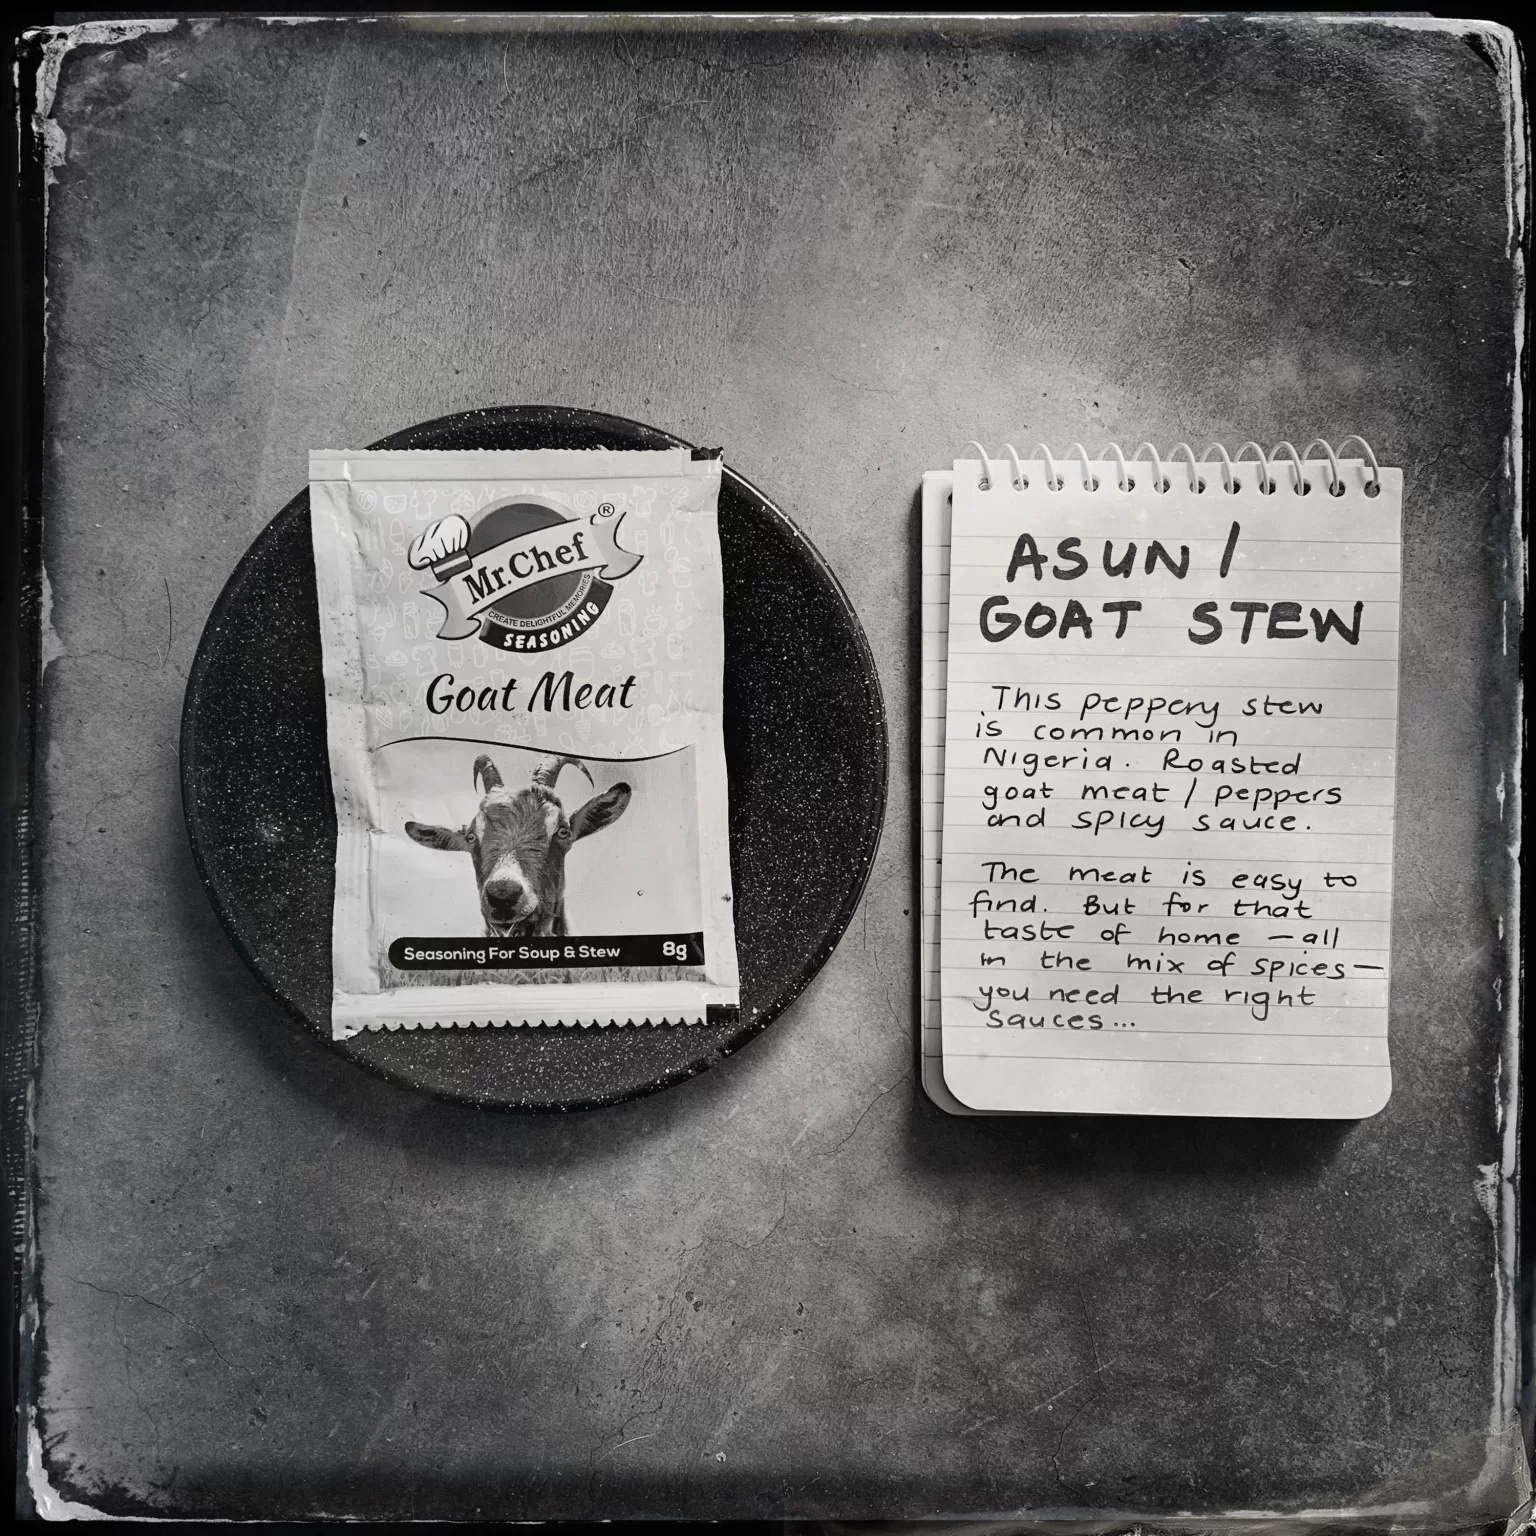 Mr.Chef ®
CREATE DELIGHTFUL MEMORIES
SEASONING
Goat Meat
Seasoning For Soup & Stew 8g
ASUN /
GOAT STEW
This peppery stew
is common in
Nigeria. Roasted
goat meat / peppers
and spicy sauce.
The meat is easy to
find. But for that
taste of home — all
in the mix of spices —
you need the right
sauces...